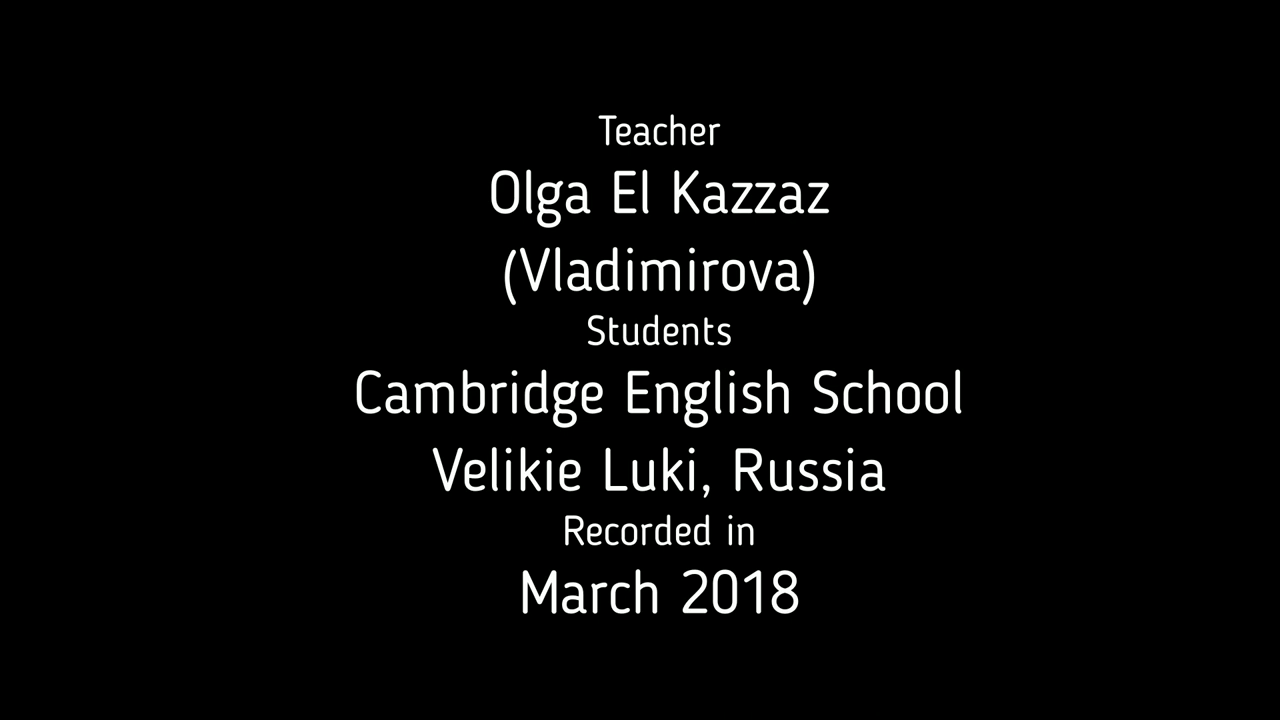 Teacher
Olga El Kazzaz
(Vladimirova)
Students
Cambridge English School
Velikie Luki, Russia
Recorded in
March 2018